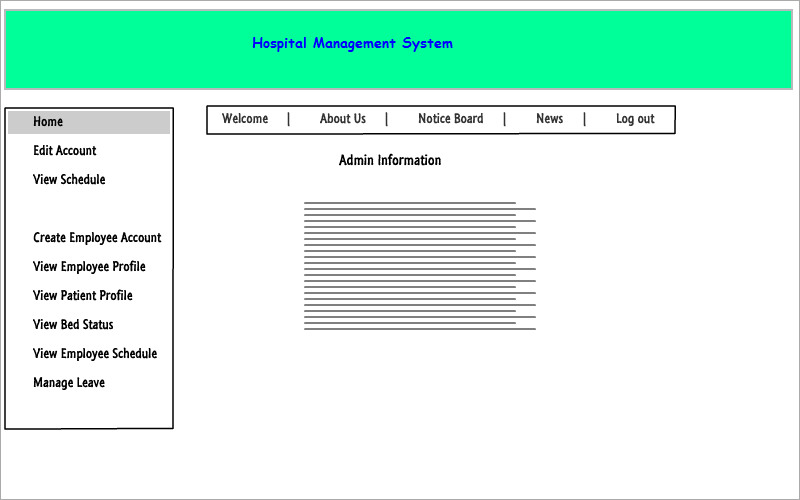 Hospital Management System
Welcome | About Us | Notice Board | News | Log out
Home
Edit Account
View Schedule
Create Employee Account
View Employee Profile
View Patient Profile
View Bed Status
View Employee Schedule
Manage Leave
Admin Information